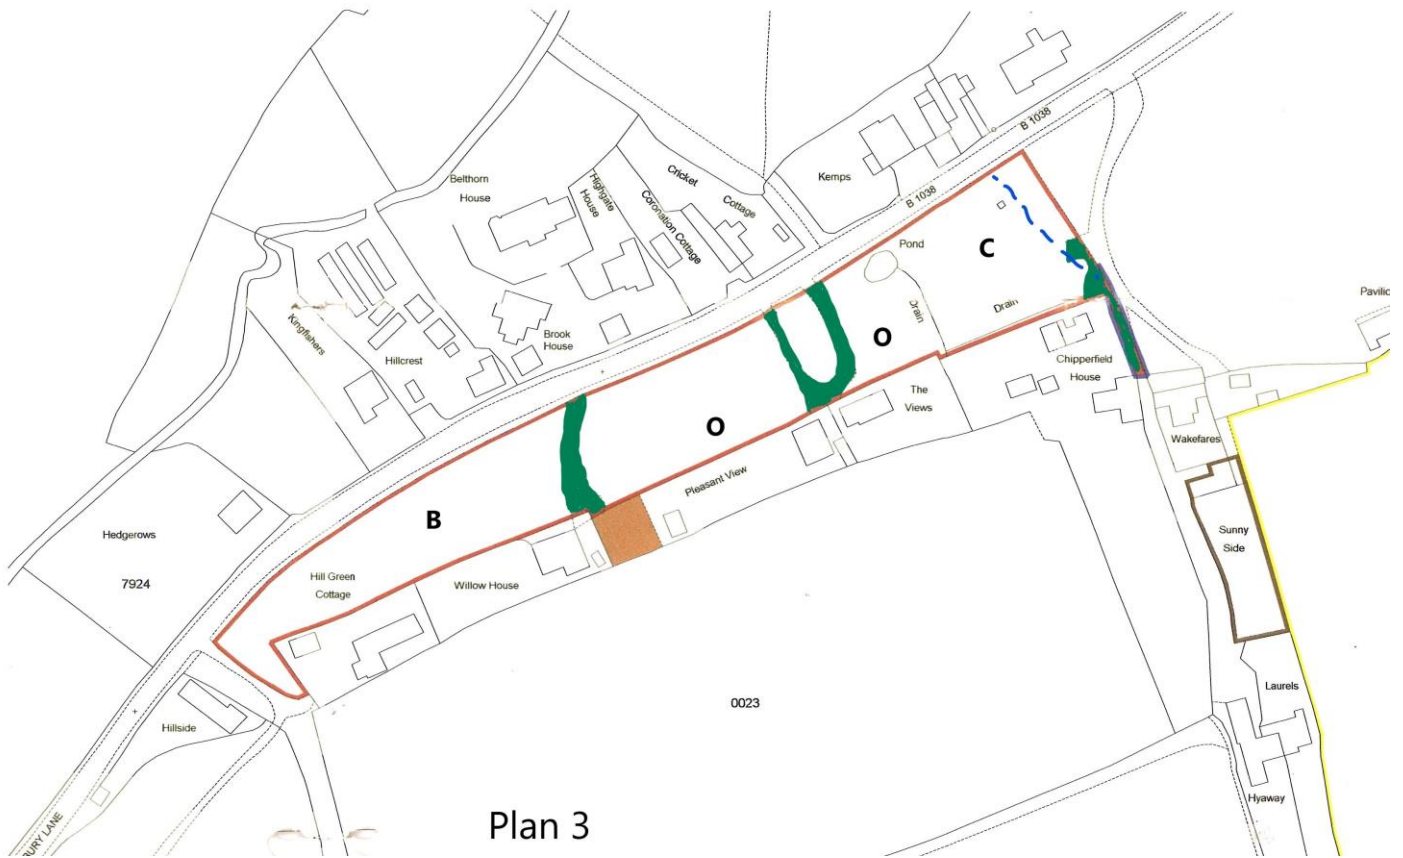 B 1038
Kemps
Cricket
Cottage
Belthorn
House
Highgate
House
Coronation Cottage
B 1038
Pond
C
Drain
Drain
Pavilic
Kingfishers
Hillcrest
Brook
House
O
Chipperfield
House
The
Views
O
Wakefares
Pleasant View
B
Hedgerows
7924
Hill Green
Cottage
Willow House
Sunny
Side
Laurels
0023
Hillside
Hyaway
BURY LANE
Plan 3